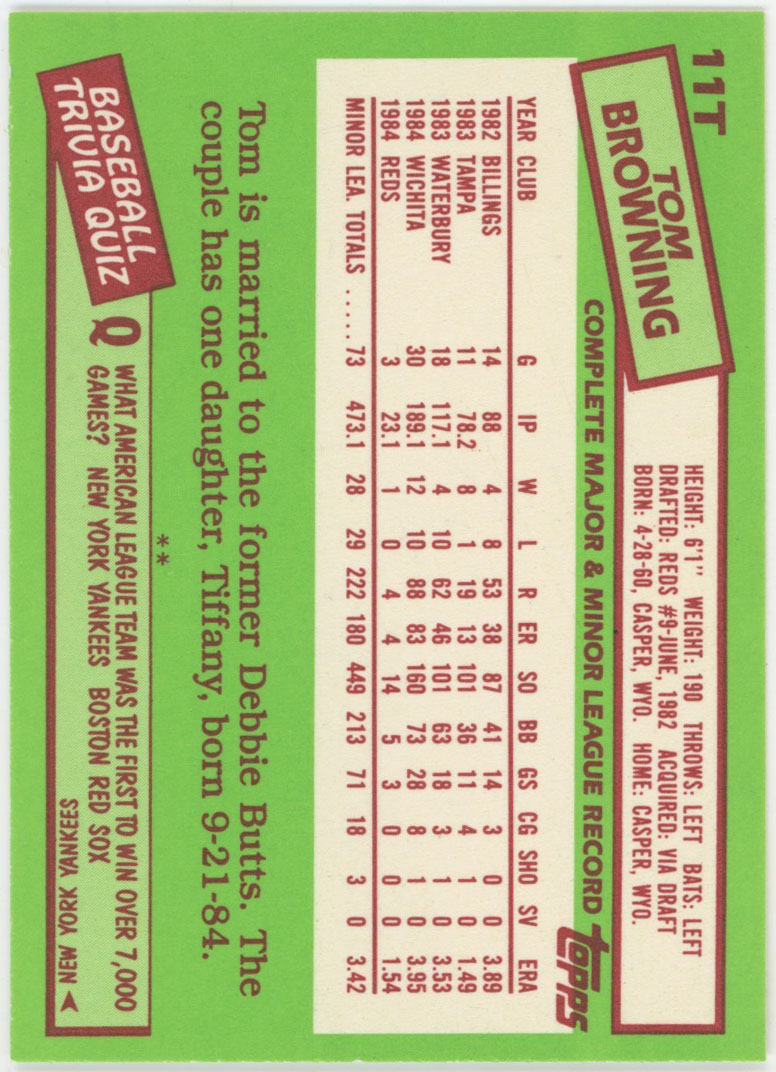 11T
TOM
BROWNING
HEIGHT: 6'1" WEIGHT: 190 THROWS: LEFT BATS: LEFT
DRAFTED: REDS #9-JUNE, 1982 ACQUIRED: VIA DRAFT
BORN: 4-28-60, CASPER, WYO. HOME: CASPER, WYO.
COMPLETE MAJOR & MINOR LEAGUE RECORD
topps
YEAR CLUB G IP W L R ER SO BB GS CG SHO SV ERA
1982 BILLINGS 14 88 4 8 53 38 87 41 14 3 0 0 3.89
1983 TAMPA 11 78.2 8 1 19 13 101 36 11 4 1 0 1.49
1983 WATERBURY 18 117.1 4 10 62 46 101 63 18 3 1 0 3.53
1984 WICHITA 30 189.1 12 10 88 83 160 73 28 8 1 0 3.95
1984 REDS 3 23.1 1 0 4 4 14 5 3 0 0 0 1.54
MINOR LEA. TOTALS ..... 73 473.1 28 29 222 180 449 213 71 18 3 0 3.42
Tom is married to the former Debbie Butts. The
couple has one daughter, Tiffany, born 9-21-84.
**
BASEBALL
TRIVIA QUIZ
Q WHAT AMERICAN LEAGUE TEAM WAS THE FIRST TO WIN OVER 7,000
GAMES? NEW YORK YANKEES BOSTON RED SOX
NEW YORK YANKEES